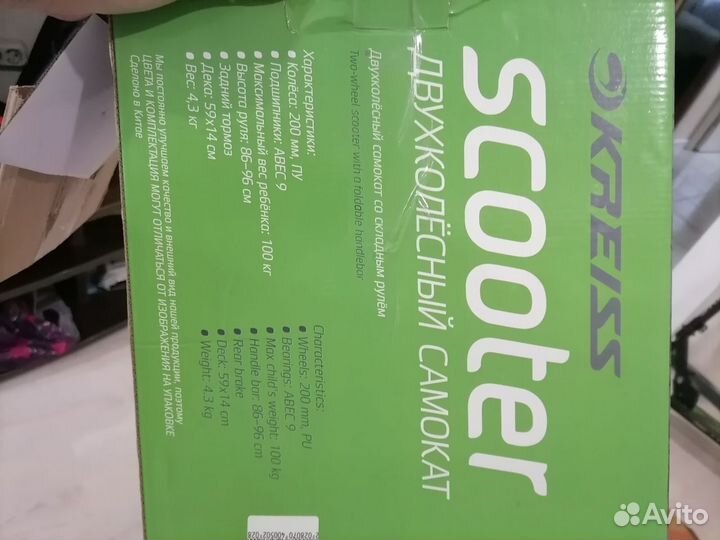 KREISS
scooter
ДВУХКОЛЁСНЫЙ САМОКАТ
Двухколёсный самокат со складным рулём
Two-wheel scooter with a foldable handlebar
Характеристики:
• Колёса: 200 мм, ПУ
• Подшипники: ABEC 9
• Максимальный вес ребёнка: 100 кг
• Высота руля: 86-96 см
• Задний тормоз
• Дека: 59х14 см
• Вес: 4.3 кг
Characteristics:
• Wheels: 200 mm, PU
• Bearings: ABEC 9
• Max child's weight: 100 kg
• Handle bar: 86-96 cm
• Rear brake
• Deck: 59x14 cm
• Weight: 4.3 kg
Мы постоянно улучшаем качество и внешний вид нашей продукции, поэтому
ЦВЕТА И КОМПЛЕКТАЦИЯ МОГУТ ОТЛИЧАТЬСЯ ОТ ИЗОБРАЖЕНИЯ НА УПАКОВКЕ
Сделано в Китае
Avito